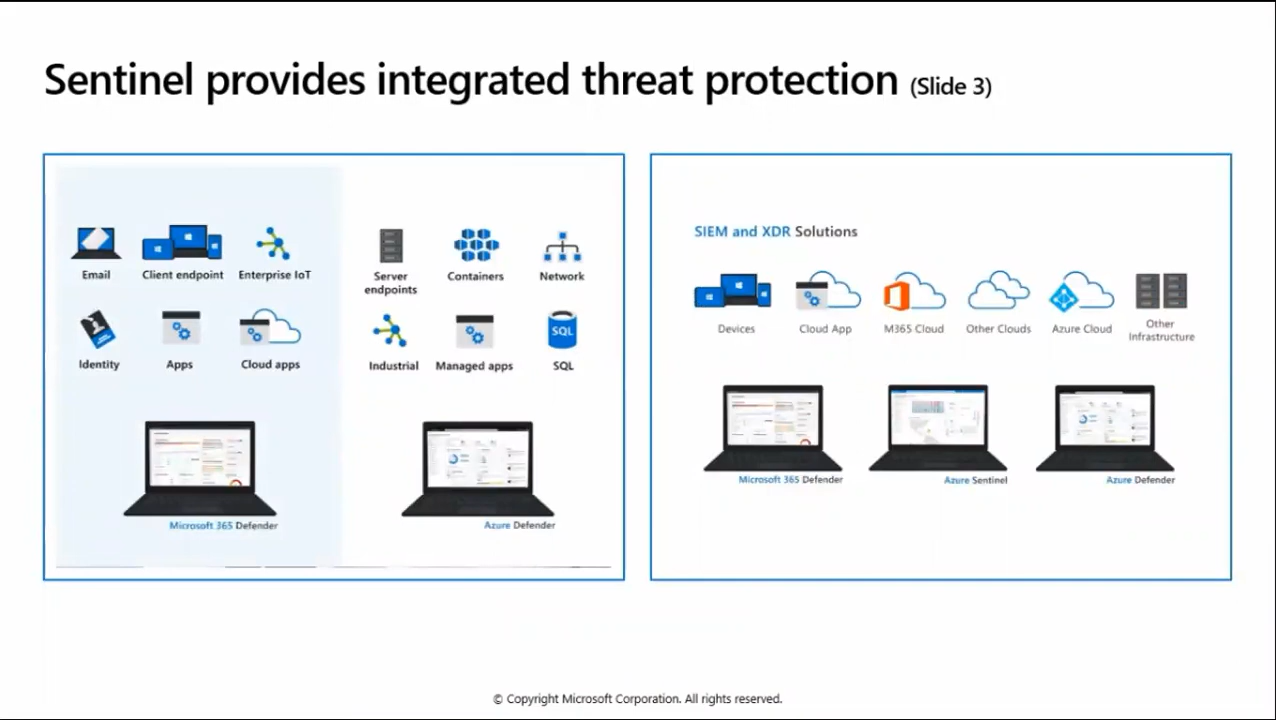 Sentinel provides integrated threat protection (Slide 3)
Email
Client endpoint
Enterprise IoT
Server
endpoints
Containers
Network
Identity
Apps
Cloud apps
Industrial
Managed apps
SQL
SQL
Microsoft 365 Defender
Azure Defender
SIEM and XDR Solutions
Devices
Cloud App
M365 Cloud
Other Clouds
Azure Cloud
Other
Infrastructure
Microsoft 365 Defender
Azure Sentinel
Azure Defender
© Copyright Microsoft Corporation. All rights reserved.